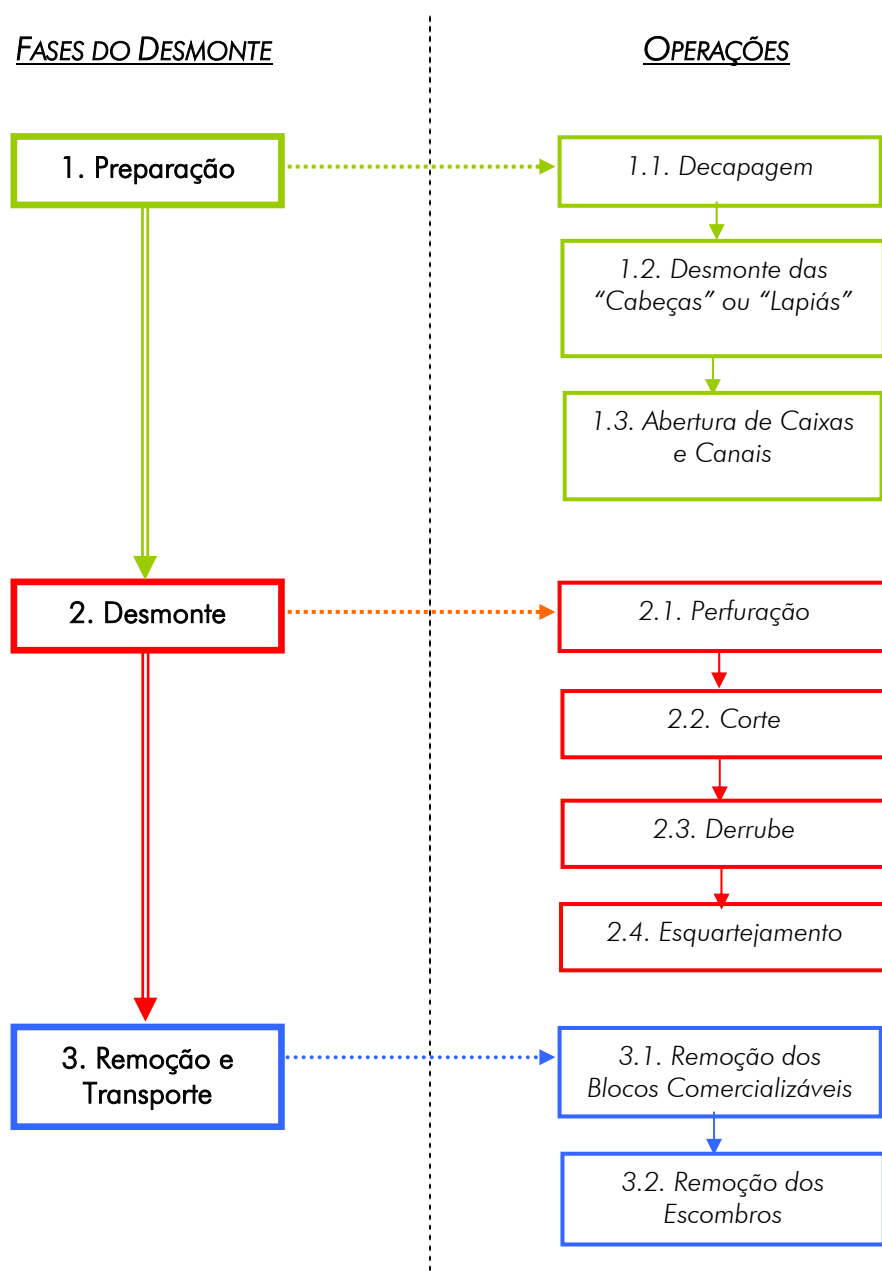 FASES DO DESMONTE
OPERAÇÕES
1. Preparação
1.1. Decapagem
1.2. Desmonte das
“Cabeças” ou “Lapiás”
1.3. Abertura de Caixas
e Canais
2. Desmonte
2.1. Perfuração
2.2. Corte
2.3. Derrube
2.4. Esquartejamento
3. Remoção e
Transporte
3.1. Remoção dos
Blocos Comercializáveis
3.2. Remoção dos
Escombros